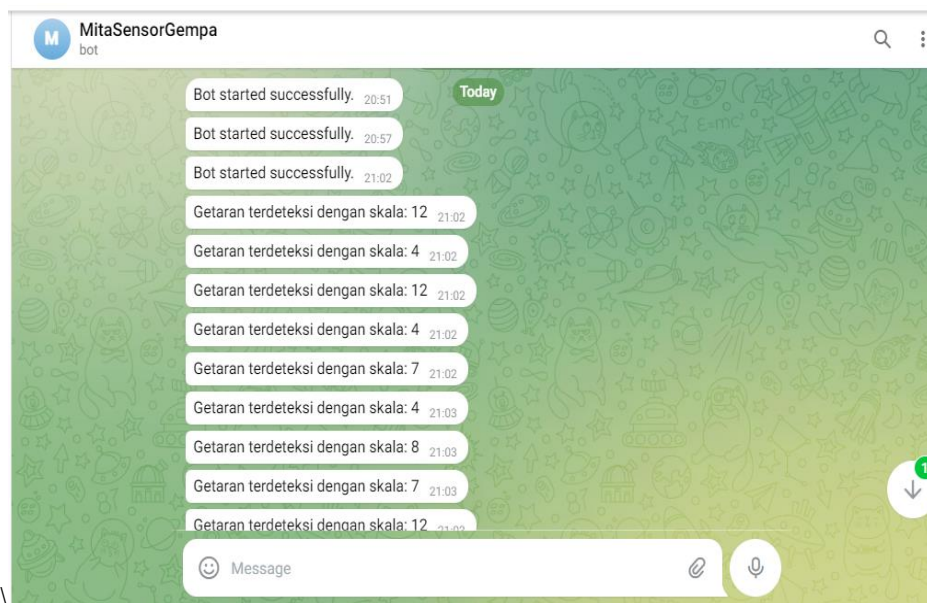 M
MitaSensorGempa
bot
Today
Bot started successfully. 20:51
Bot started successfully. 20:57
Bot started successfully. 21:02
Getaran terdeteksi dengan skala: 12 21:02
Getaran terdeteksi dengan skala: 4 21:02
Getaran terdeteksi dengan skala: 12 21:02
Getaran terdeteksi dengan skala: 4 21:02
Getaran terdeteksi dengan skala: 7 21:02
Getaran terdeteksi dengan skala: 4 21:03
Getaran terdeteksi dengan skala: 8 21:03
Getaran terdeteksi dengan skala: 7 21:03
Getaran terdeteksi dengan skala: 12 21:03
Message
\